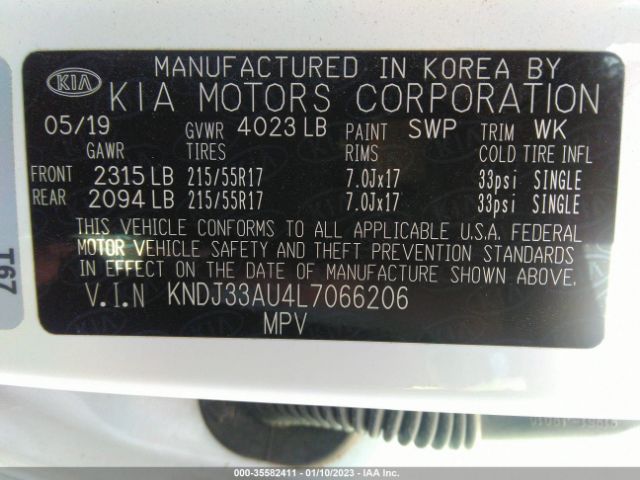 KIA
MANUFACTURED IN KOREA BY
KIA MOTORS CORPORATION
05/19 GVWR 4023 LB PAINT SWP TRIM WK
GAWR TIRES RIMS COLD TIRE INFL
FRONT 2315 LB 215/55R17 7.0Jx17 33psi SINGLE
REAR 2094 LB 215/55R17 7.0Jx17 33psi SINGLE
THIS VEHICLE CONFORMS TO ALL APPLICABLE U.S.A. FEDERAL
MOTOR VEHICLE SAFETY AND THEFT PREVENTION STANDARDS
IN EFFECT ON THE DATE OF MANUFACTURE SHOWN ABOVE.
V.I.N KNDJ33AU4L7066206
MPV
T67
000-35582411 - 01/10/2023 - IAA Inc.